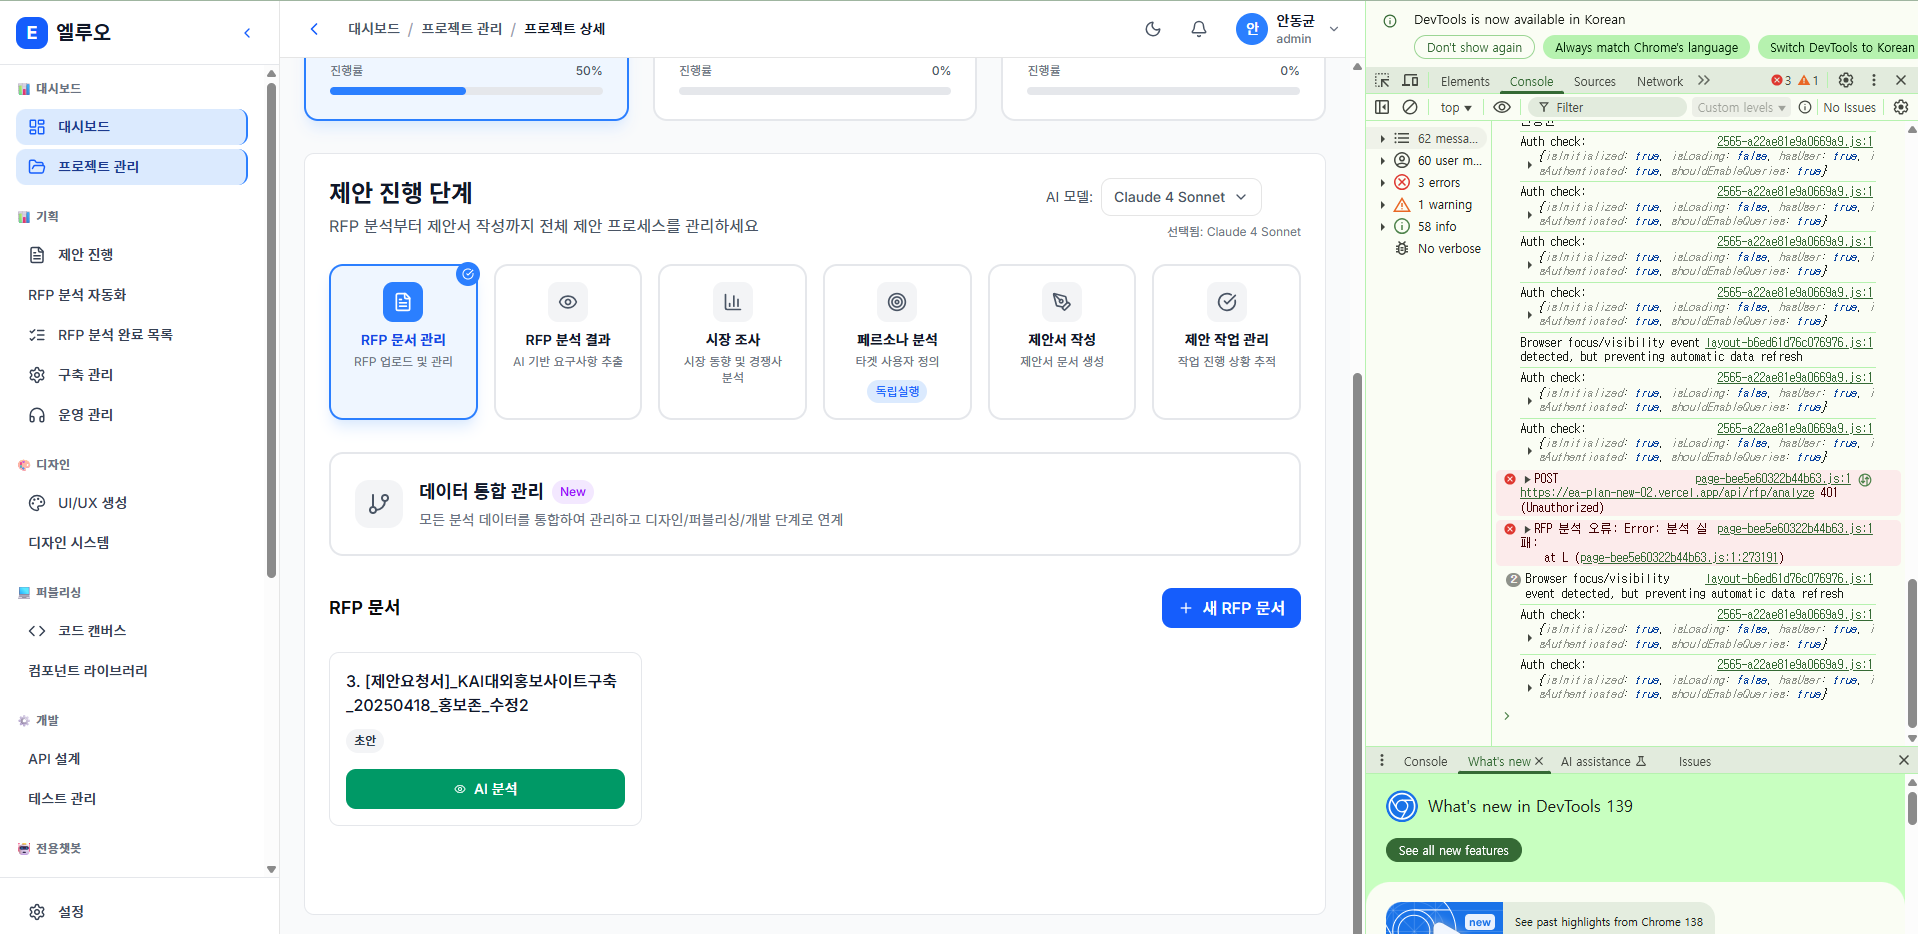 E 엘루오
대시보드
대시보드
프로젝트 관리
기획
제안 진행
RFP 분석 자동화
RFP 분석 완료 목록
구축 관리
운영 관리
디자인
UI/UX 생성
디자인 시스템
퍼블리싱
코드 캔버스
컴포넌트 라이브러리
개발
API 설계
테스트 관리
전용챗봇
설정
대시보드 / 프로젝트 관리 / 프로젝트 상세
안
안동균
admin
진행률 50%
진행률 0%
진행률 0%
제안 진행 단계
RFP 분석부터 제안서 작성까지 전체 제안 프로세스를 관리하세요
AI 모델: Claude 4 Sonnet
선택됨: Claude 4 Sonnet
RFP 문서 관리
RFP 업로드 및 관리
RFP 분석 결과
AI 기반 요구사항 추출
시장 조사
시장 동향 및 경쟁사
분석
페르소나 분석
타겟 사용자 정의
독립실행
제안서 작성
제안서 문서 생성
제안 작업 관리
작업 진행 상황 추적
데이터 통합 관리 New
모든 분석 데이터를 통합하여 관리하고 디자인/퍼블리싱/개발 단계로 연계
RFP 문서
새 RFP 문서
3. [제안요청서]_KAI대외홍보사이트구축
_20250418_홍보존_수정2
초안
AI 분석
DevTools is now available in Korean
Don't show again
Always match Chrome's language
Switch DevTools to Korean
Elements Console Sources Network 3 1
top Filter Custom levels No Issues
62 messa...
60 user m...
3 errors
1 warning
58 info
No verbose
Auth check: 2565-a22ae81e9a0669a9.js:1
{isInitialized: true, isLoading: false, hasUser: true, i
sAuthenticated: true, shouldEnableQueries: true}
Auth check: 2565-a22ae81e9a0669a9.js:1
{isInitialized: true, isLoading: false, hasUser: true, i
sAuthenticated: true, shouldEnableQueries: true}
Auth check: 2565-a22ae81e9a0669a9.js:1
{isInitialized: true, isLoading: false, hasUser: true, i
sAuthenticated: true, shouldEnableQueries: true}
Auth check: 2565-a22ae81e9a0669a9.js:1
{isInitialized: true, isLoading: false, hasUser: true, i
sAuthenticated: true, shouldEnableQueries: true}
Browser focus/visibility event layout-b6ed61d76c076976.js:1
detected, but preventing automatic data refresh
Auth check: 2565-a22ae81e9a0669a9.js:1
{isInitialized: true, isLoading: false, hasUser: true, i
sAuthenticated: true, shouldEnableQueries: true}
Auth check: 2565-a22ae81e9a0669a9.js:1
{isInitialized: true, isLoading: false, hasUser: true, i
sAuthenticated: true, shouldEnableQueries: true}
POST page-bee5e60322b44b63.js:1
https://ea-plan-new-02.vercel.app/api/rfp/analyze 401
(Unauthorized)
RFP 분석 오류: Error: 분석 실 page-bee5e60322b44b63.js:1
패:
at L (page-bee5e60322b44b63.js:1:273191)
2 Browser focus/visibility layout-b6ed61d76c076976.js:1
event detected, but preventing automatic data refresh
Auth check: 2565-a22ae81e9a0669a9.js:1
{isInitialized: true, isLoading: false, hasUser: true, i
sAuthenticated: true, shouldEnableQueries: true}
Auth check: 2565-a22ae81e9a0669a9.js:1
{isInitialized: true, isLoading: false, hasUser: true, i
sAuthenticated: true, shouldEnableQueries: true}
Console What's new AI assistance Issues
What's new in DevTools 139
See all new features
new See past highlights from Chrome 138